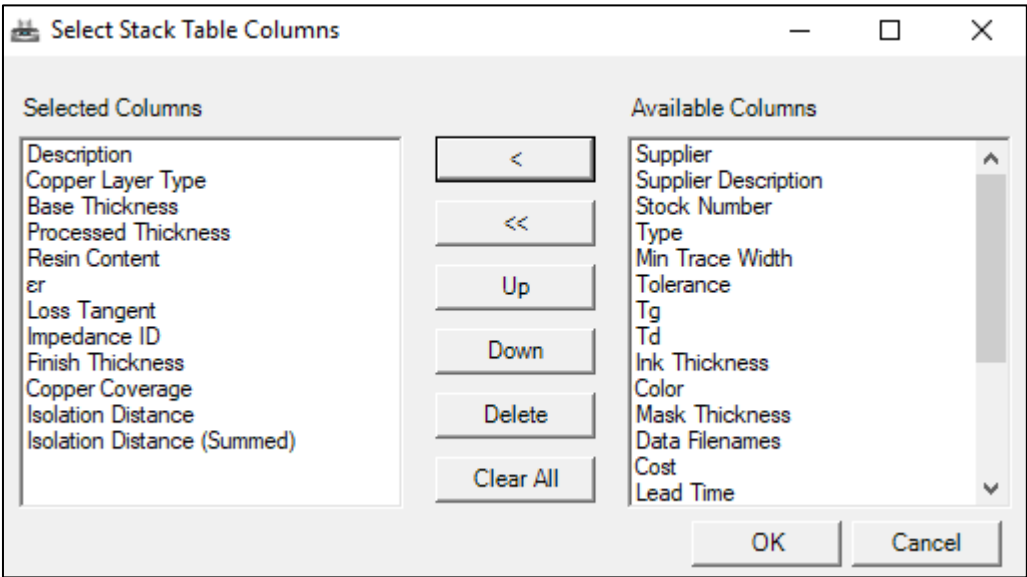 Select Stack Table Columns
Selected Columns
Description
Copper Layer Type
Base Thickness
Processed Thickness
Resin Content
εr
Loss Tangent
Impedance ID
Finish Thickness
Copper Coverage
Isolation Distance
Isolation Distance (Summed)
<
<<
Up
Down
Delete
Clear All
Available Columns
Supplier
Supplier Description
Stock Number
Type
Min Trace Width
Tolerance
Tg
Td
Ink Thickness
Color
Mask Thickness
Data Filenames
Cost
Lead Time
OK
Cancel